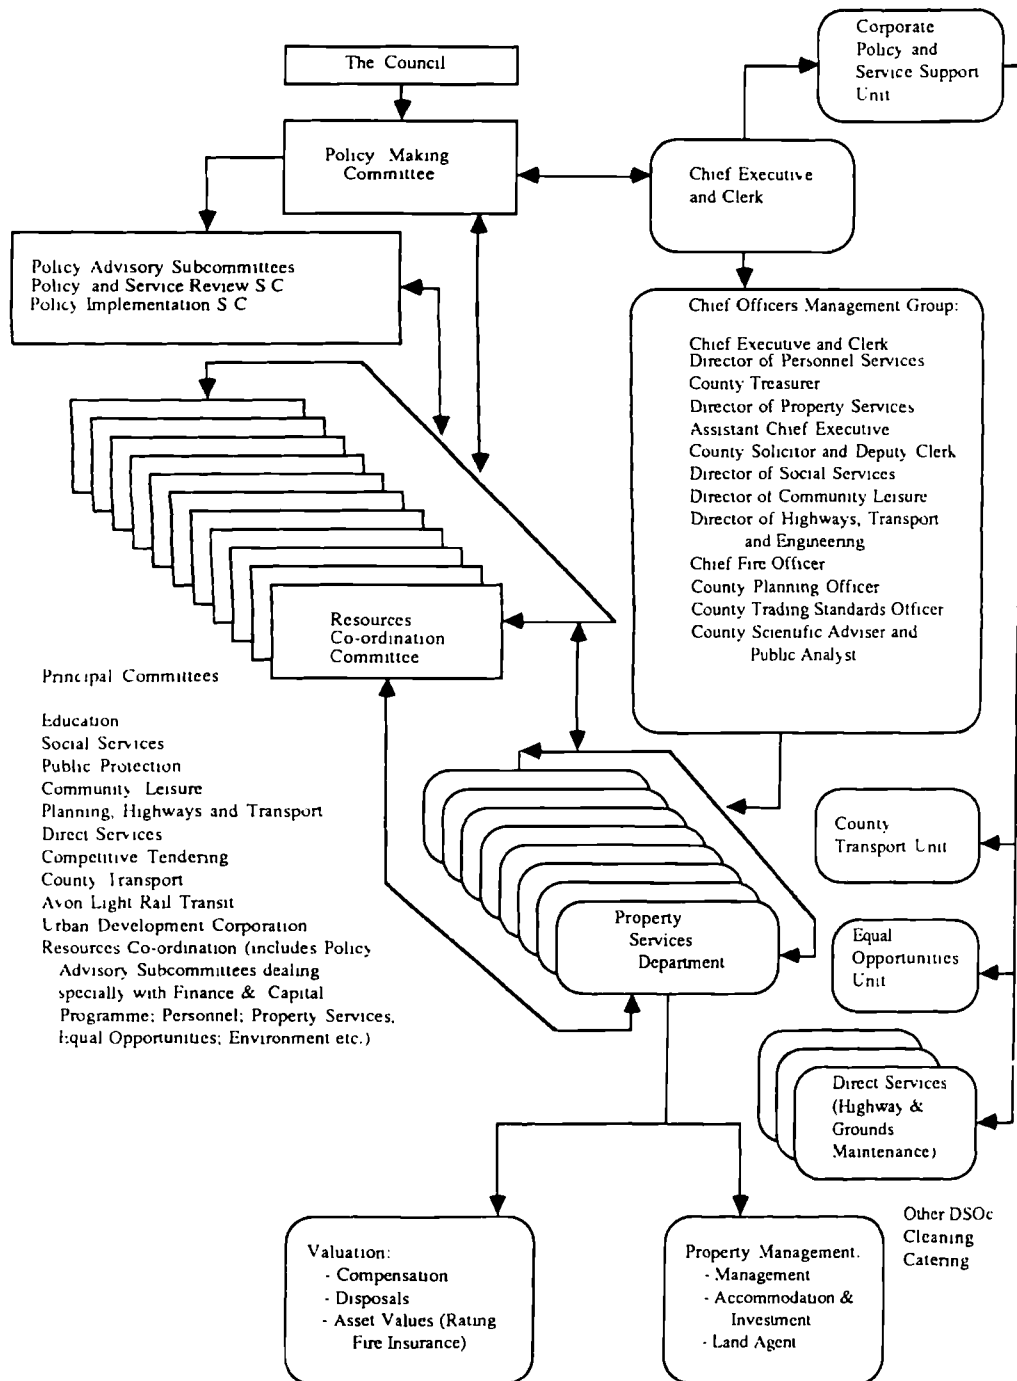 The Council
Policy Making
Committee
Corporate
Policy and
Service Support
Unit
Chief Executive
and Clerk
Policy Advisory Subcommittees
Policy and Service Review S C
Policy Implementation S C
Chief Officers Management Group:
Chief Executive and Clerk
Director of Personnel Services
County Treasurer
Director of Property Services
Assistant Chief Executive
County Solicitor and Deputy Clerk
Director of Social Services
Director of Community Leisure
Director of Highways, Transport
and Engineering
Chief Fire Officer
County Planning Officer
County Trading Standards Officer
County Scientific Adviser and
Public Analyst
Resources
Co-ordination
Committee
Principal Committees
Education
Social Services
Public Protection
Community Leisure
Planning, Highways and Transport
Direct Services
Competitive Tendering
County Transport
Avon Light Rail Transit
Urban Development Corporation
Resources Co-ordination (includes Policy
Advisory Subcommittees dealing
specially with Finance & Capital
Programme; Personnel; Property Services,
Equal Opportunities; Environment etc.)
Property
Services
Department
County
Transport Unit
Equal
Opportunities
Unit
Direct Services
(Highway &
Grounds
Maintenance)
Other DSOc
Cleaning
Catering
Valuation:
- Compensation
- Disposals
- Asset Values (Rating
Fire Insurance)
Property Management.
- Management
- Accommodation &
Investment
- Land Agent